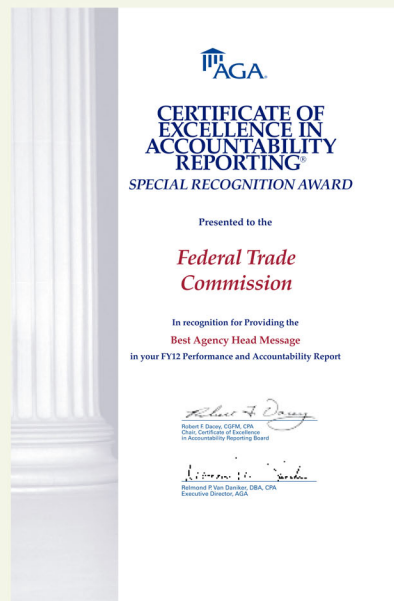 AGA.
CERTIFICATE OF
EXCELLENCE IN
ACCOUNTABILITY
REPORTING®
SPECIAL RECOGNITION AWARD
Presented to the
Federal Trade
Commission
In recognition for Providing the
Best Agency Head Message
in your FY12 Performance and Accountability Report
Robert F. Dacey
Robert F. Dacey, CGFM, CPA
Chair, Certificate of Excellence
in Accountability Reporting Board
Relmond P. Van Daniker, DBA, CPA
Executive Director, AGA